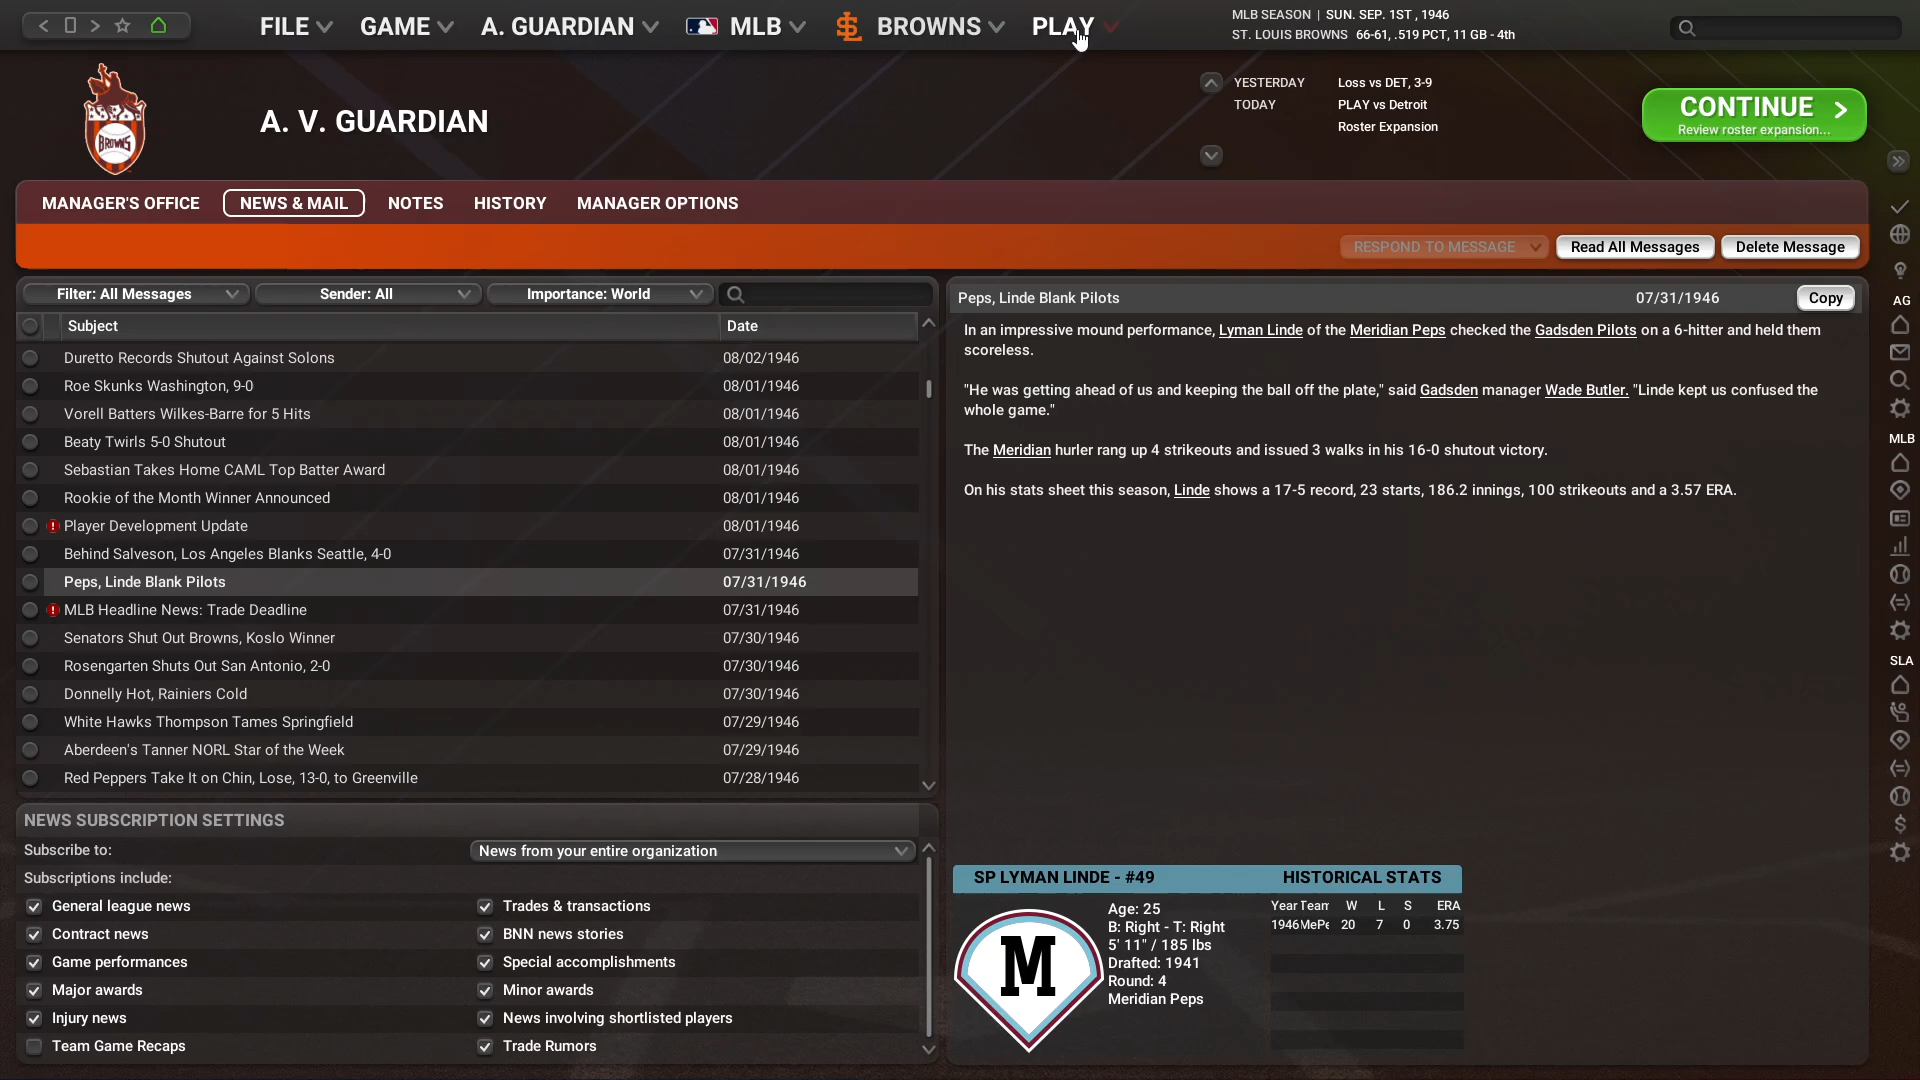 FILE
GAME
A. GUARDIAN
MLB
BROWNS
PLAY
MLB SEASON | SUN. SEP. 1ST , 1946
ST. LOUIS BROWNS 66-61, .519 PCT, 11 GB - 4th
BROWNS
A. V. GUARDIAN
YESTERDAY Loss vs DET, 3-9
TODAY PLAY vs Detroit
Roster Expansion
CONTINUE
Review roster expansion...
MANAGER'S OFFICE
NEWS & MAIL
NOTES
HISTORY
MANAGER OPTIONS
RESPOND TO MESSAGE
Read All Messages
Delete Message
Filter: All Messages
Sender: All
Importance: World
Subject Date
Duretto Records Shutout Against Solons 08/02/1946
Roe Skunks Washington, 9-0 08/01/1946
Vorell Batters Wilkes-Barre for 5 Hits 08/01/1946
Beaty Twirls 5-0 Shutout 08/01/1946
Sebastian Takes Home CAML Top Batter Award 08/01/1946
Rookie of the Month Winner Announced 08/01/1946
! Player Development Update 08/01/1946
Behind Salveson, Los Angeles Blanks Seattle, 4-0 07/31/1946
Peps, Linde Blank Pilots 07/31/1946
! MLB Headline News: Trade Deadline 07/31/1946
Senators Shut Out Browns, Koslo Winner 07/30/1946
Rosengarten Shuts Out San Antonio, 2-0 07/30/1946
Donnelly Hot, Rainiers Cold 07/30/1946
White Hawks Thompson Tames Springfield 07/29/1946
Aberdeen's Tanner NORL Star of the Week 07/29/1946
Red Peppers Take It on Chin, Lose, 13-0, to Greenville 07/28/1946
NEWS SUBSCRIPTION SETTINGS
Subscribe to: News from your entire organization
Subscriptions include:
General league news Trades & transactions
Contract news BNN news stories
Game performances Special accomplishments
Major awards Minor awards
Injury news News involving shortlisted players
Team Game Recaps Trade Rumors
Peps, Linde Blank Pilots 07/31/1946 Copy
In an impressive mound performance, Lyman Linde of the Meridian Peps checked the Gadsden Pilots on a 6-hitter and held them
scoreless.
"He was getting ahead of us and keeping the ball off the plate," said Gadsden manager Wade Butler. "Linde kept us confused the
whole game."
The Meridian hurler rang up 4 strikeouts and issued 3 walks in his 16-0 shutout victory.
On his stats sheet this season, Linde shows a 17-5 record, 23 starts, 186.2 innings, 100 strikeouts and a 3.57 ERA.
SP LYMAN LINDE - #49 HISTORICAL STATS
M
Age: 25
B: Right - T: Right
5' 11" / 185 lbs
Drafted: 1941
Round: 4
Meridian Peps
Year Team W L S ERA
1946 MePe 20 7 0 3.75
AG
MLB
SLA
$